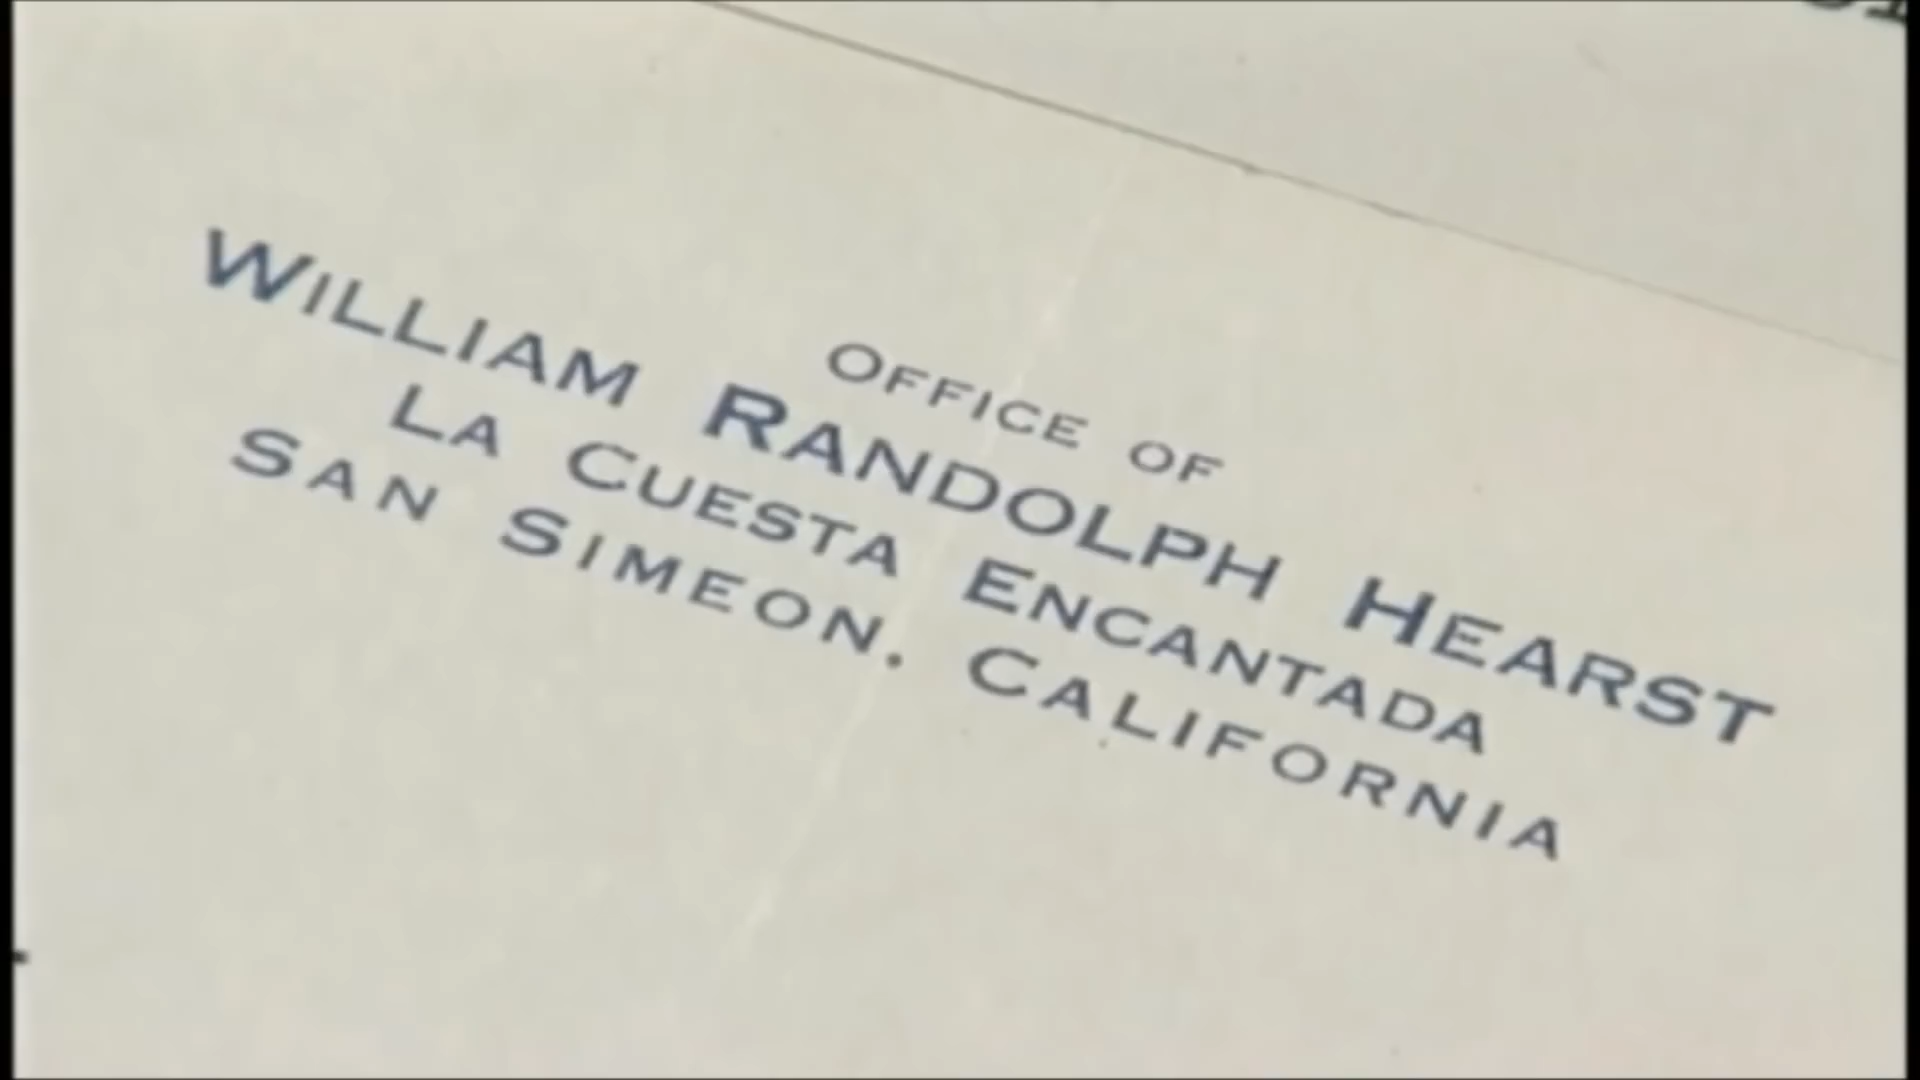 OFFICE OF
WILLIAM RANDOLPH HEARST
LA CUESTA ENCANTADA
SAN SIMEON, CALIFORNIA